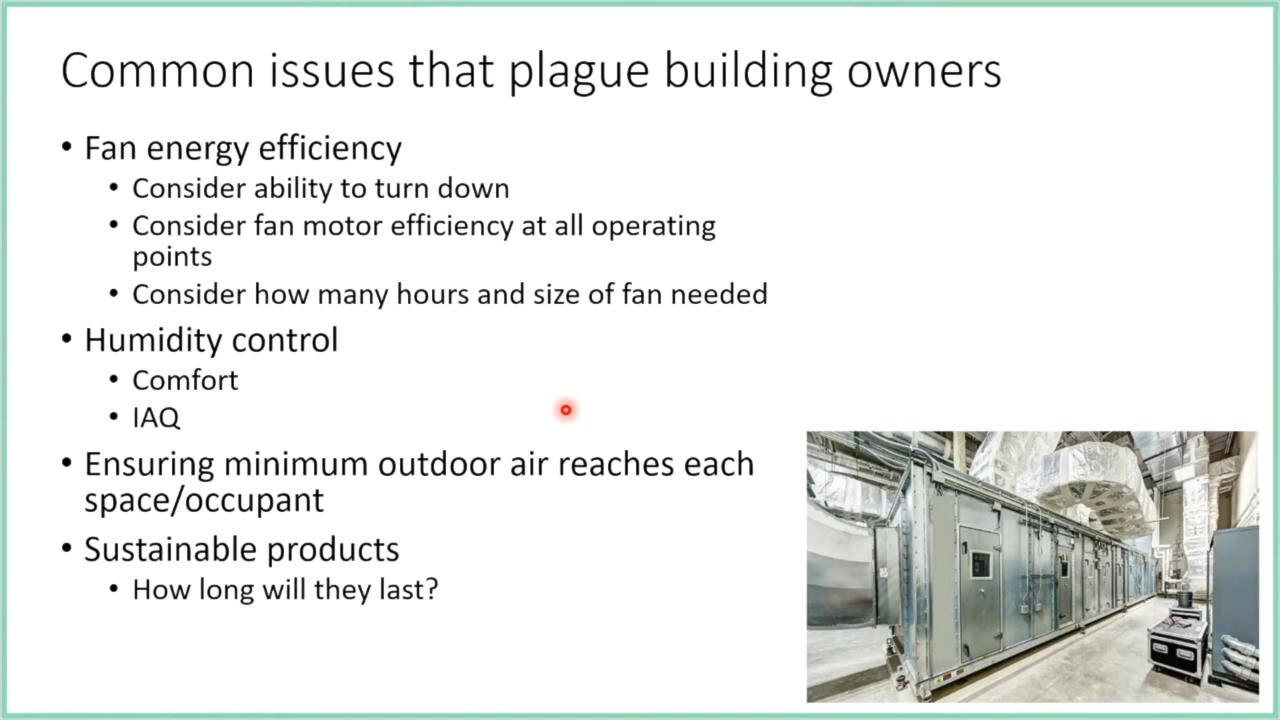 Common issues that plague building owners
• Fan energy efficiency
• Consider ability to turn down
• Consider fan motor efficiency at all operating
points
• Consider how many hours and size of fan needed
• Humidity control
• Comfort
• IAQ
• Ensuring minimum outdoor air reaches each
space/occupant
• Sustainable products
• How long will they last?